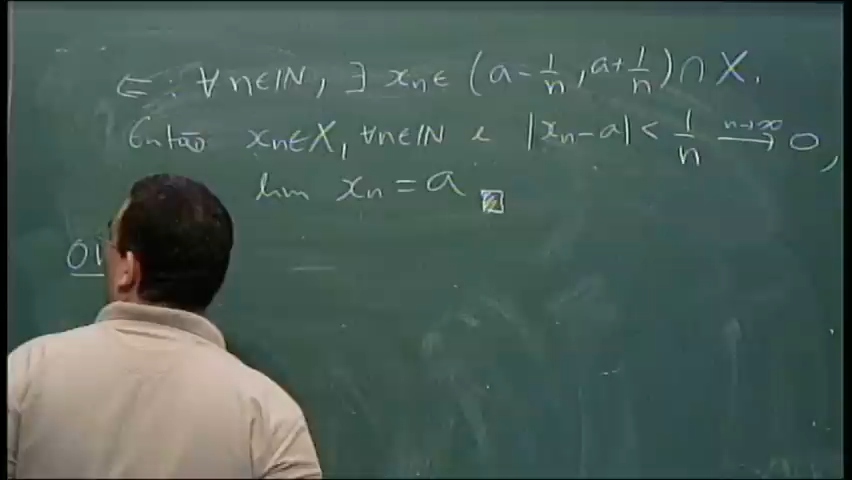 ⇐: ∀n∈ℕ, ∃ xₙ∈ (a-1/n, a+1/n)∩X.
Então xₙ∈X, ∀n∈ℕ e |xₙ-a| < 1/n —n→∞→ 0,
lim xₙ = a